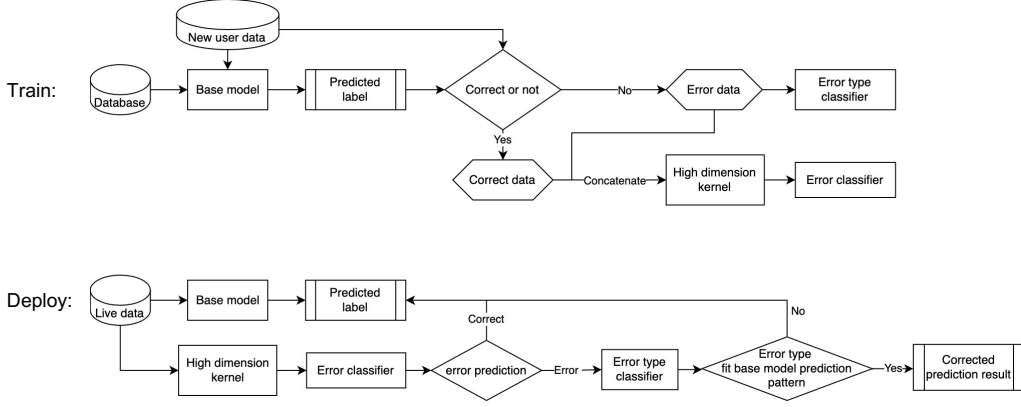 New user data
Train:
Database
Base model
Predicted
label
Correct or not
No
Error data
Error type
classifier
Yes
Correct data
Concatenate
High dimension
kernel
Error classifier
Deploy:
Live data
Base model
Predicted
label
Correct
No
High dimension
kernel
Error classifier
error prediction
Error
Error type
classifier
Error type
fit base model prediction
pattern
Yes
Corrected
prediction result